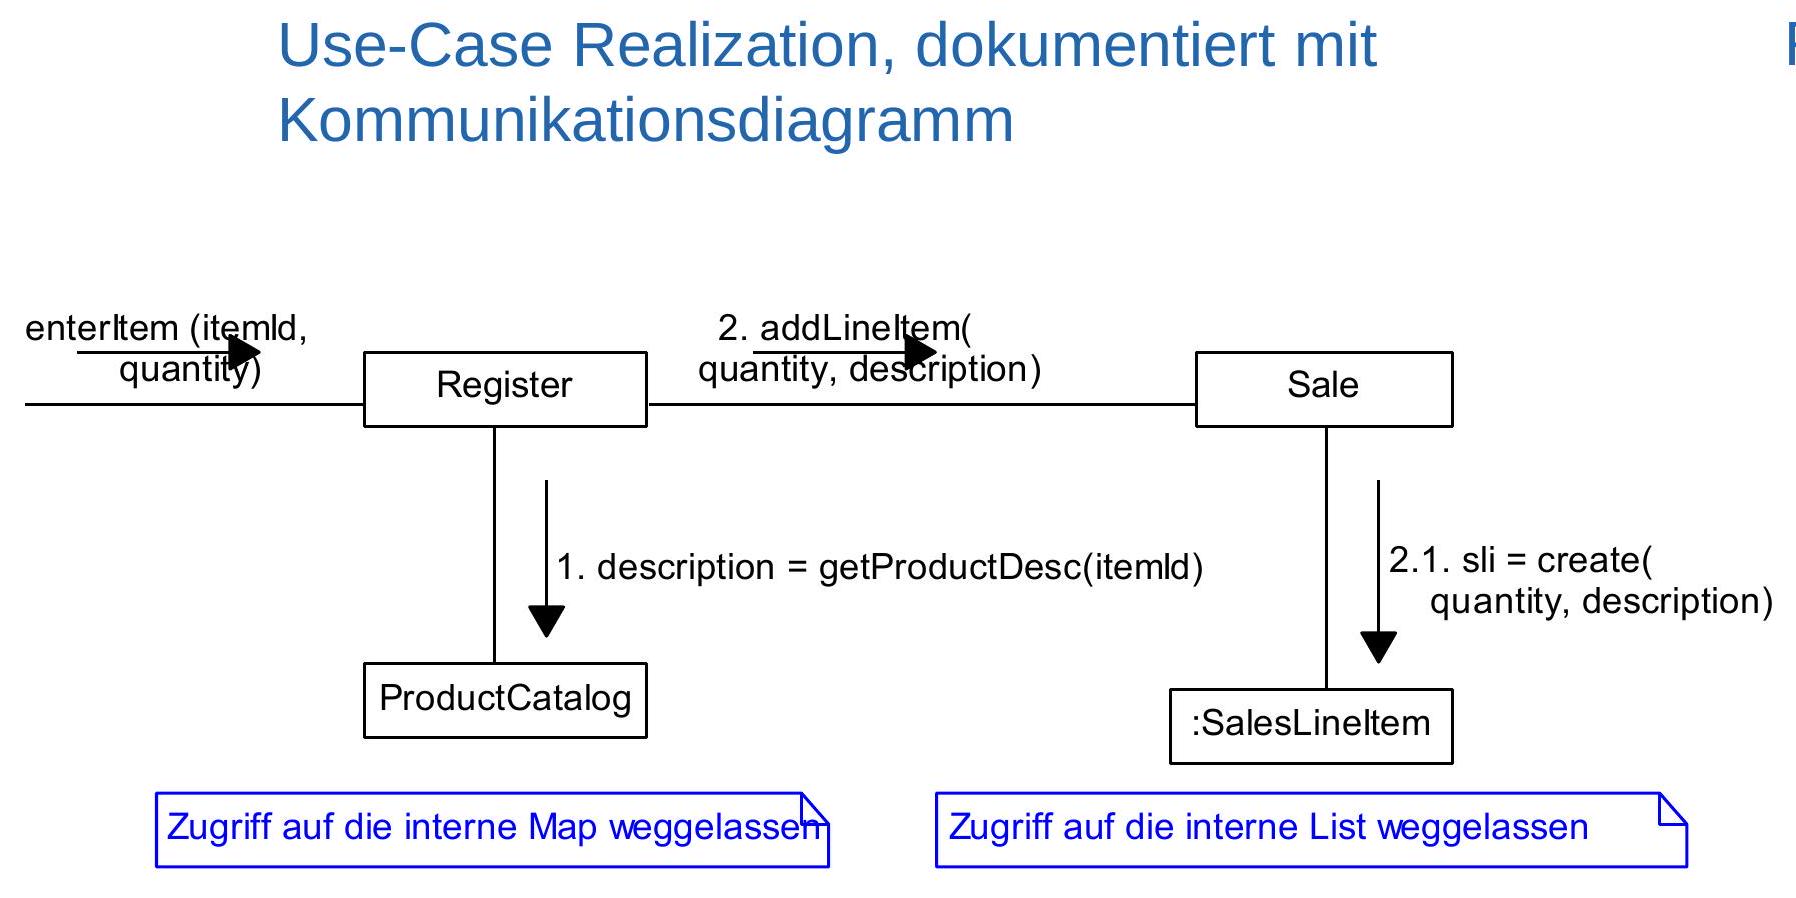 Use-Case Realization, dokumentiert mit
Kommunikationsdiagramm
enterItem (itemId,
quantity)
2. addLineItem(
quantity, description)
Register
Sale
1. description = getProductDesc(itemId)
2.1. sli = create(
quantity, description)
ProductCatalog
:SalesLineItem
Zugriff auf die interne Map weggelassen
Zugriff auf die interne List weggelassen